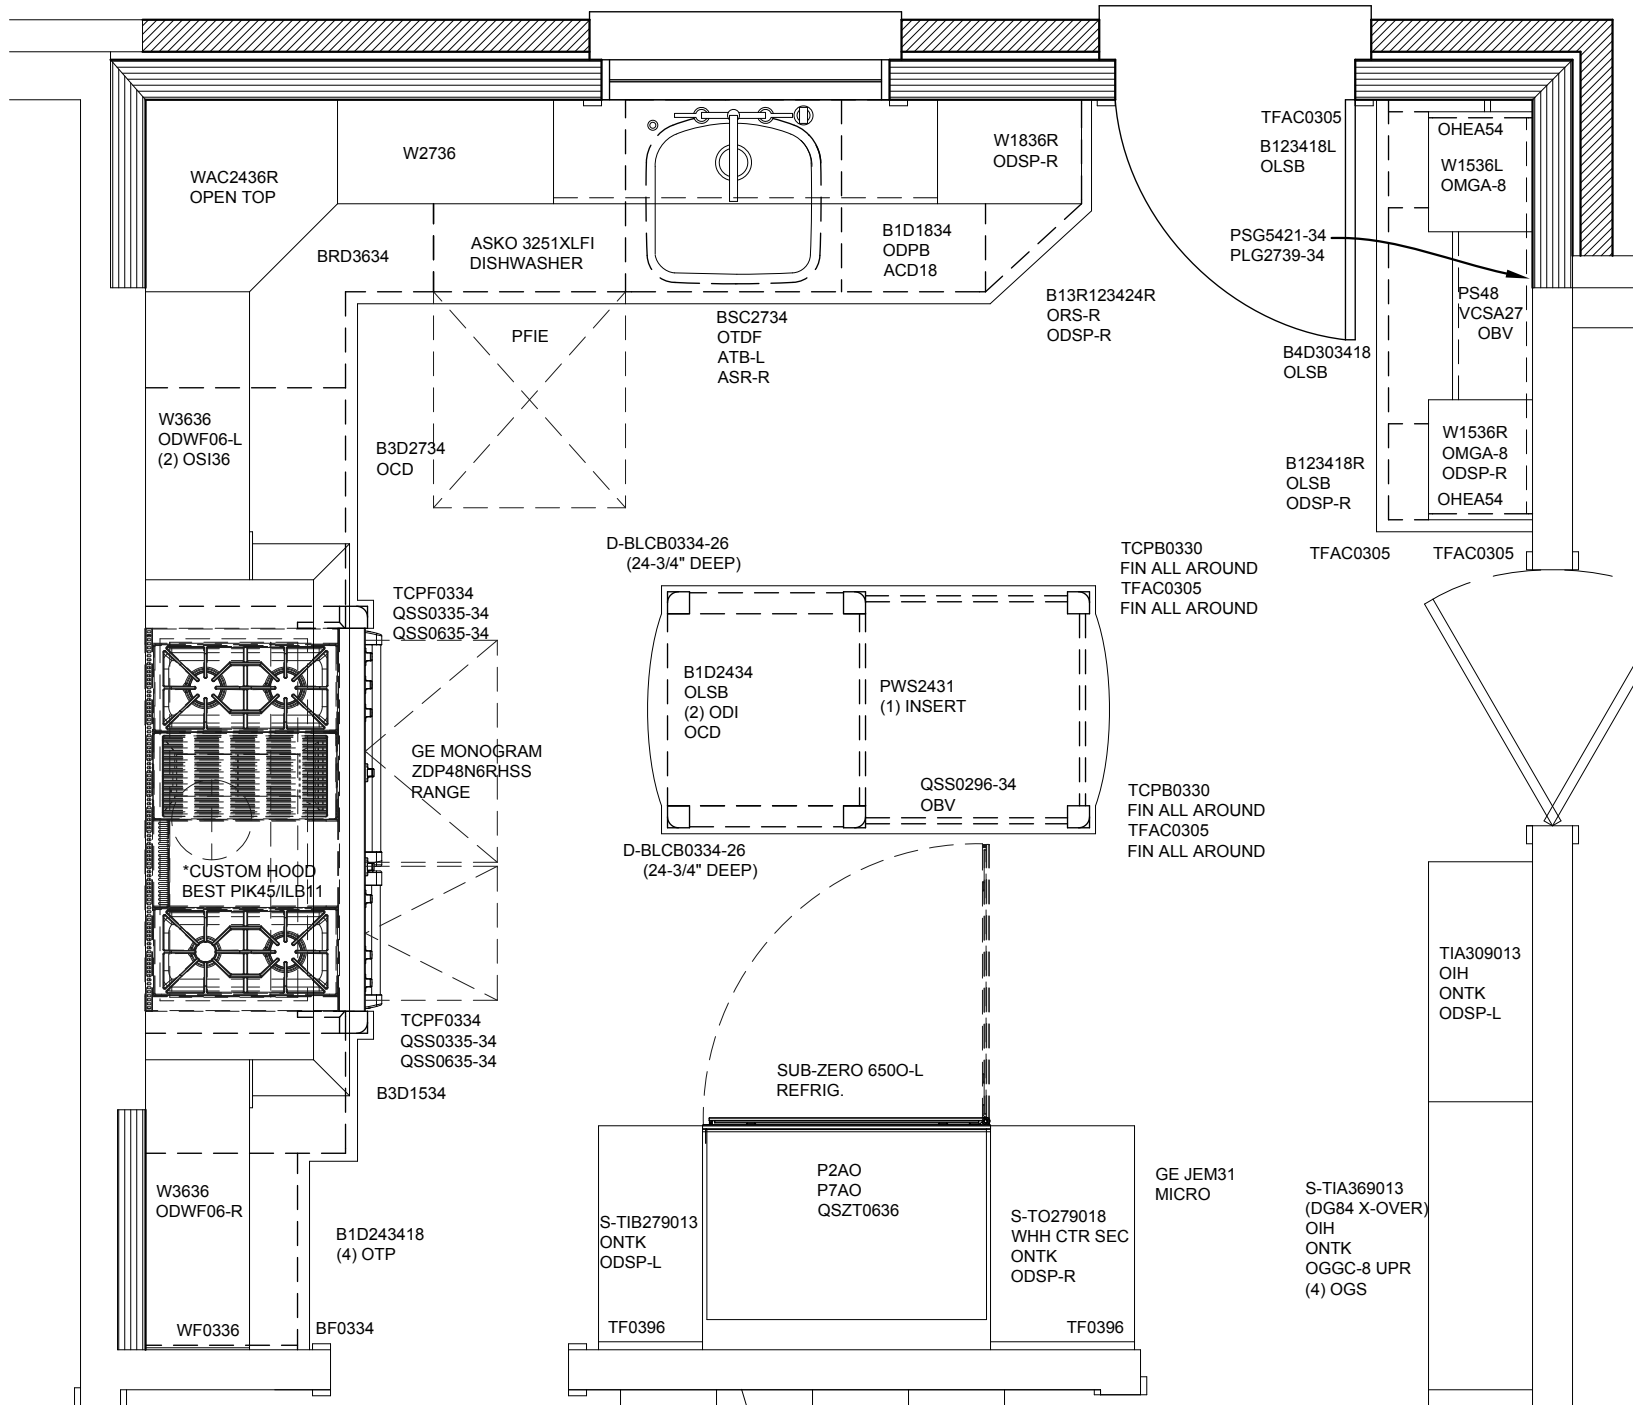 WAC2436R
OPEN TOP
W2736
W1836R
ODSP-R
TFAC0305
B123418L
OLSB
OHEA54
W1536L
OMGA-8
BRD3634
ASKO 3251XLFI
DISHWASHER
B1D1834
ODPB
ACD18
PSG5421-34
PLG2739-34
B13R123424R
ORS-R
ODSP-R
PS48
VCSA27
OBV
PFIE
BSC2734
OTDF
ATB-L
ASR-R
B4D303418
OLSB
W3636
ODWF06-L
(2) OSI36
B3D2734
OCD
B123418R
OLSB
ODSP-R
W1536R
OMGA-8
ODSP-R
OHEA54
D-BLCB0334-26
(24-3/4" DEEP)
TCPB0330
FIN ALL AROUND
TFAC0305
FIN ALL AROUND
TFAC0305
TFAC0305
TCPF0334
QSS0335-34
QSS0635-34
B1D2434
OLSB
(2) ODI
OCD
PWS2431
(1) INSERT
GE MONOGRAM
ZDP48N6RHSS
RANGE
QSS0296-34
OBV
TCPB0330
FIN ALL AROUND
TFAC0305
FIN ALL AROUND
D-BLCB0334-26
(24-3/4" DEEP)
*CUSTOM HOOD
BEST PIK45/ILB11
TIA309013
OIH
ONTK
ODSP-L
TCPF0334
QSS0335-34
QSS0635-34
B3D1534
SUB-ZERO 650O-L
REFRIG.
W3636
ODWF06-R
P2AO
P7AO
QSZT0636
GE JEM31
MICRO
S-TIA369013
(DG84 X-OVER)
OIH
ONTK
OGGC-8 UPR
(4) OGS
B1D243418
(4) OTP
S-TIB279013
ONTK
ODSP-L
S-TO279018
WHH CTR SEC
ONTK
ODSP-R
WF0336
BF0334
TF0396
TF0396